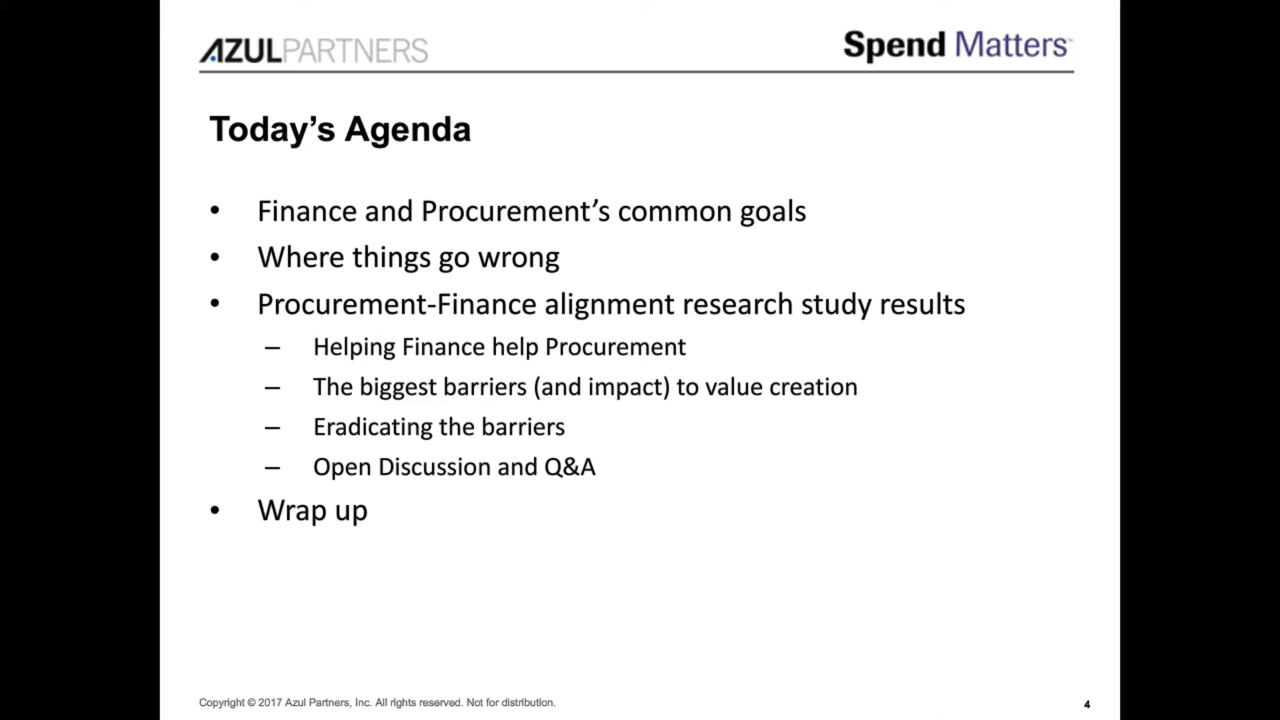 AZULPARTNERS
Spend Matters™
Today’s Agenda
• Finance and Procurement’s common goals
• Where things go wrong
• Procurement-Finance alignment research study results
– Helping Finance help Procurement
– The biggest barriers (and impact) to value creation
– Eradicating the barriers
– Open Discussion and Q&A
• Wrap up
Copyright © 2017 Azul Partners, Inc. All rights reserved. Not for distribution.
4